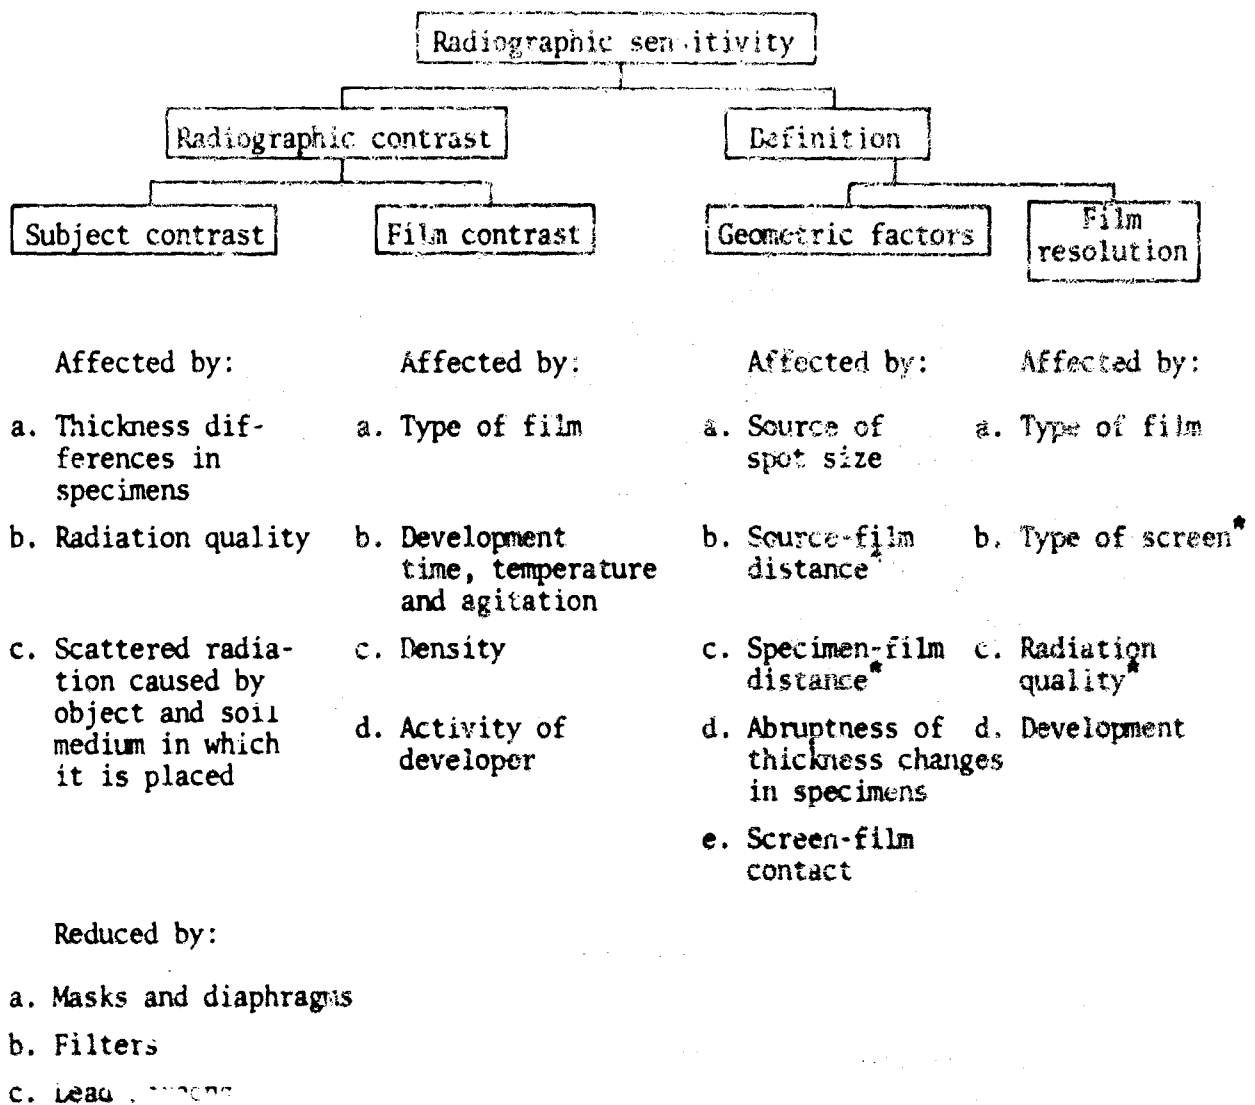 Radiographic sensitivity
Radiographic contrast
Definition
Subject contrast
Film contrast
Geometric factors
Film
resolution
Affected by:
a. Thickness dif-
ferences in
specimens
b. Radiation quality
c. Scattered radia-
tion caused by
object and soil
medium in which
it is placed
Affected by:
a. Type of film
b. Development
time, temperature
and agitation
c. Density
d. Activity of
developer
Affected by:
a. Source of
spot size
b. Source-film
distance*
c. Specimen-film
distance*
d. Abruptness of
thickness changes
in specimens
e. Screen-film
contact
Affected by:
a. Type of film
b. Type of screen*
c. Radiation
quality*
d. Development
Reduced by:
a. Masks and diaphragms
b. Filters
c. Lead